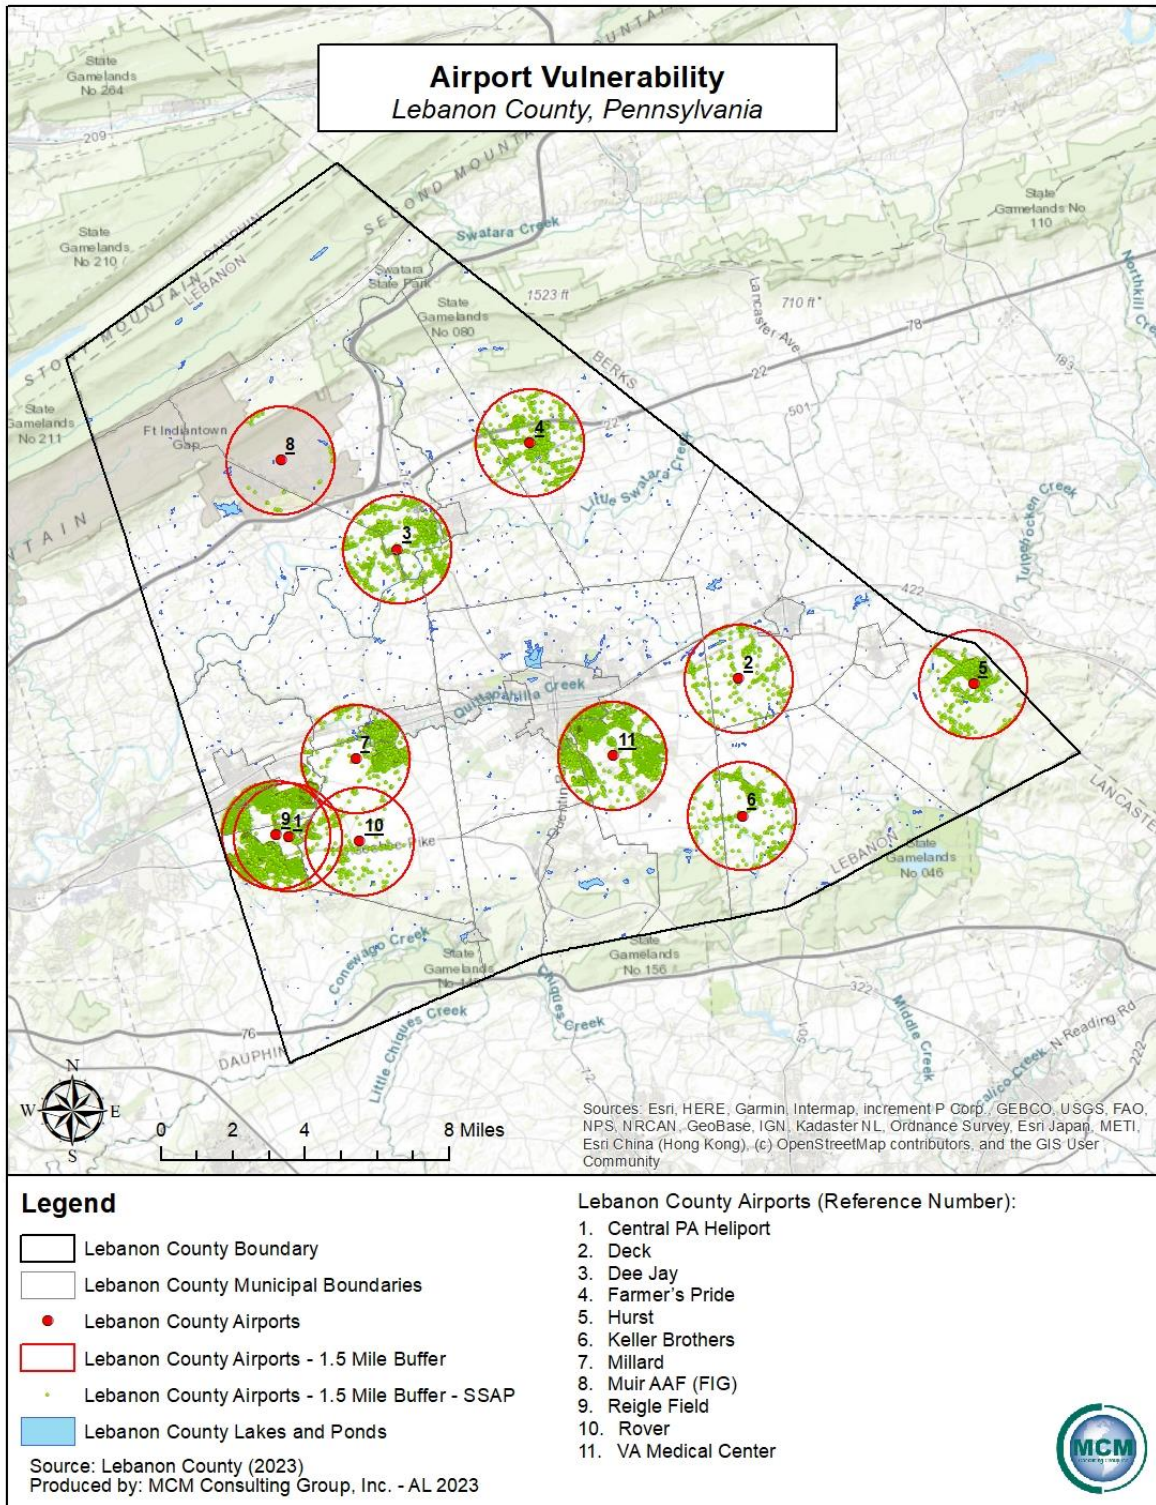 Airport Vulnerability
Lebanon County, Pennsylvania
State
Gamelands
No 264
209
MOUNTAIN
SECOND MOUNTAIN
Swatara Creek
State
Gamelands No
110
State
Gamelands
No 210
DAUPHIN
LEBANON
STONY MOUNTAIN
Swatara
State Park
State
Gamelands
No 080
1523 ft
Lancaster Ave
710 ft
78
22
501
183
BERKS
22
State
Gamelands
No 211
Ft Indiantown
Gap
8
4
3
Little Swatara Creek
Tulpehocken Creek
422
2
5
Quittapahilla Creek
7
11
6
9
1
10
LEBANON
LANCASTER
State
Gamelands
No 046
Conewago Creek
State
Gamelands
State
Gamelands
No 156
Chiques Creek
Little Chiques Creek
76
DAUPHIN
322
Middle Creek
501
N Reading Rd
222
72
N
W
E
S
0 2 4 8 Miles
Sources: Esri, HERE, Garmin, Intermap, increment P Corp., GEBCO, USGS, FAO,
NPS, NRCAN, GeoBase, IGN, Kadaster NL, Ordnance Survey, Esri Japan, METI,
Esri China (Hong Kong), (c) OpenStreetMap contributors, and the GIS User
Community
Legend
Lebanon County Boundary
Lebanon County Municipal Boundaries
Lebanon County Airports
Lebanon County Airports - 1.5 Mile Buffer
Lebanon County Airports - 1.5 Mile Buffer - SSAP
Lebanon County Lakes and Ponds
Source: Lebanon County (2023)
Produced by: MCM Consulting Group, Inc. - AL 2023
Lebanon County Airports (Reference Number):
1. Central PA Heliport
2. Deck
3. Dee Jay
4. Farmer's Pride
5. Hurst
6. Keller Brothers
7. Millard
8. Muir AAF (FIG)
9. Reigle Field
10. Rover
11. VA Medical Center
MCM